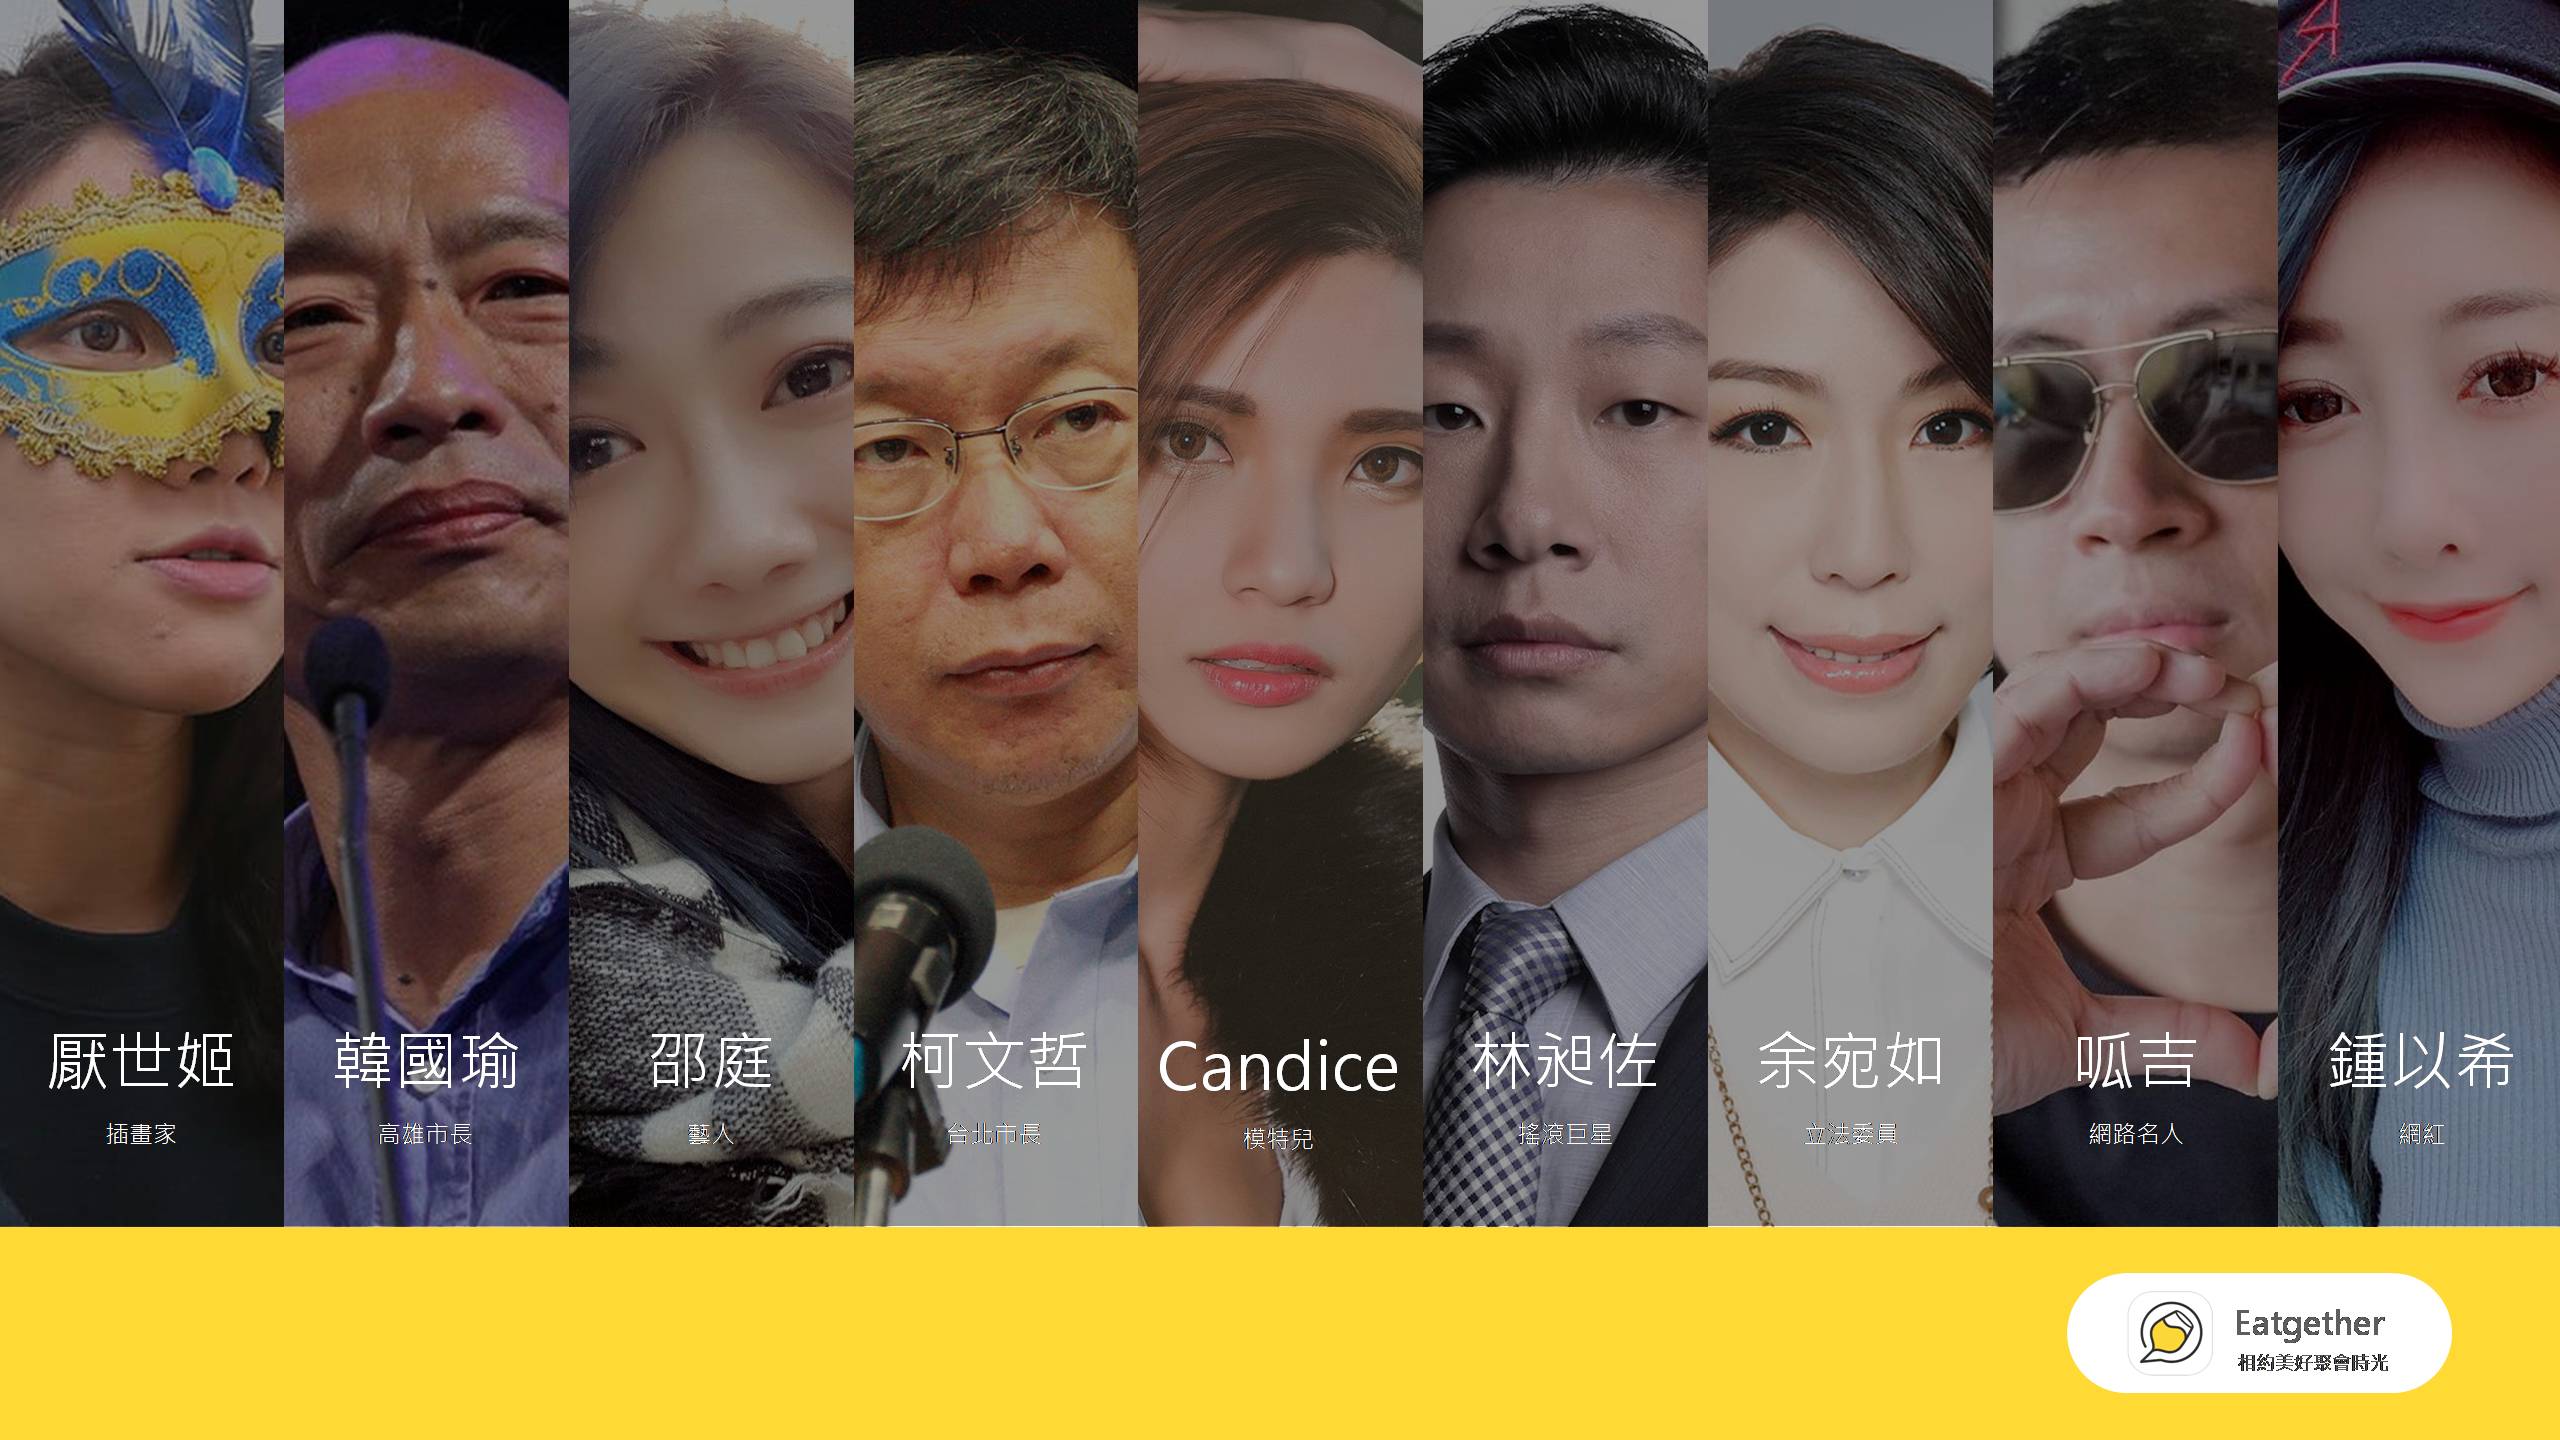 厭世姬
插畫家
韓國瑜
高雄市長
邵庭
藝人
柯文哲
台北市長
Candice
模特兒
林昶佐
搖滾巨星
余宛如
立法委員
呱吉
網路名人
鍾以希
網紅
Eatgether
相約美好聚會時光